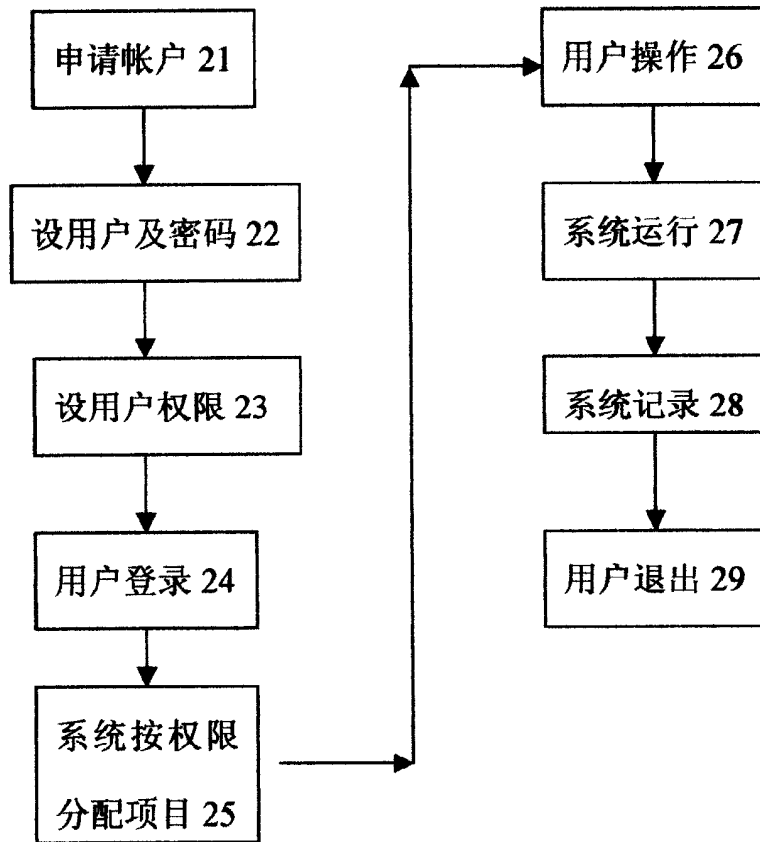 申请帐户 21
设用户及密码 22
设用户权限 23
用户登录 24
系统按权限
分配项目 25
用户操作 26
系统运行 27
系统记录 28
用户退出 29